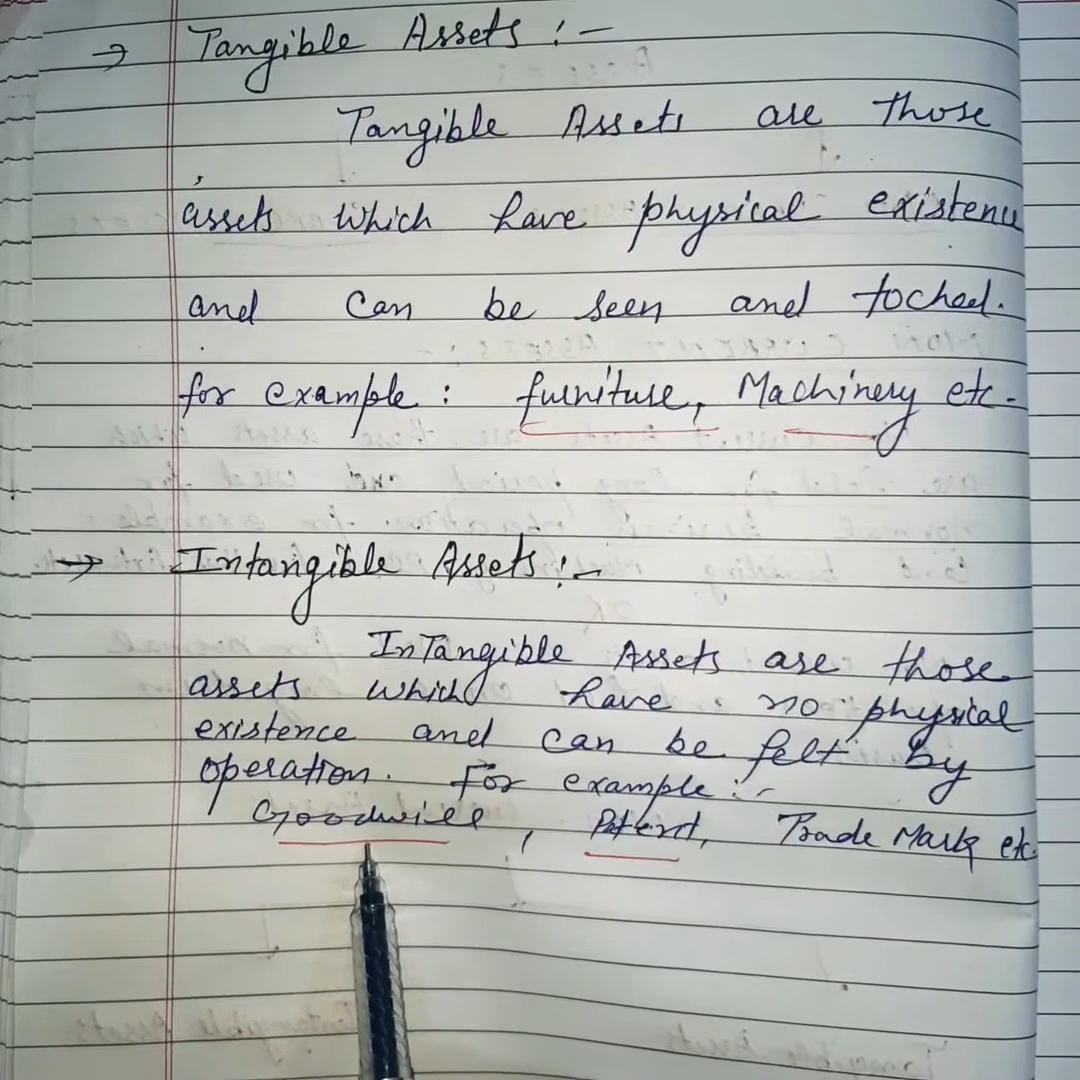 → Tangible Assets :-
Tangible Assets are those
assets which have physical existence
and can be seen and toched.
for example : furniture, Machinery etc.
→ Intangible Assets :-
InTangible Assets are those
assets which have no physical
existence and can be felt by
operation. For example :-
Goodwill, Patent, Trade Mark etc.